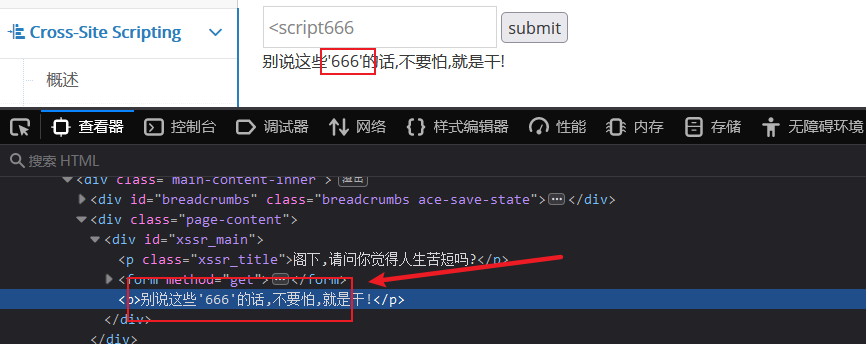 Cross-Site Scripting
概述
<script666
submit
别说这些'666'的话,不要怕,就是干!
查看器 控制台 调试器 网络 样式编辑器 性能 内存 存储 无障碍环境
搜索 HTML
<div class="main-content-inner"> 溢出
<div id="breadcrumbs" class="breadcrumbs ace-save-state"></div>
<div class="page-content">
<div id="xssr_main">
<p class="xssr_title">阁下,请问你觉得人生苦短吗?</p>
<form method="get"></form>
<p>别说这些'666'的话,不要怕,就是干!</p>
</div>
</div>